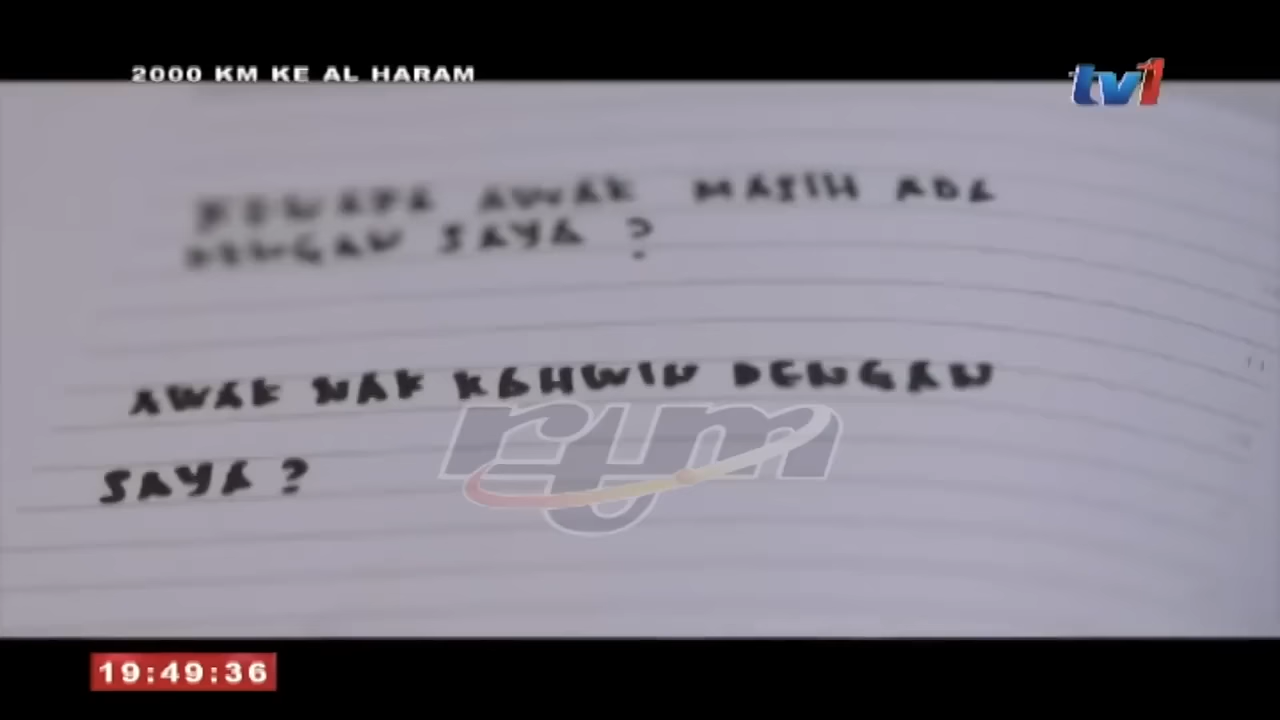 2000 KM KE AL HARAM
tv1
KENAPA AWAK MASIH ADA
DENGAN SAYA ?
AWAK NAK KAHWIN DENGAN
SAYA ?
rtm
19:49:36